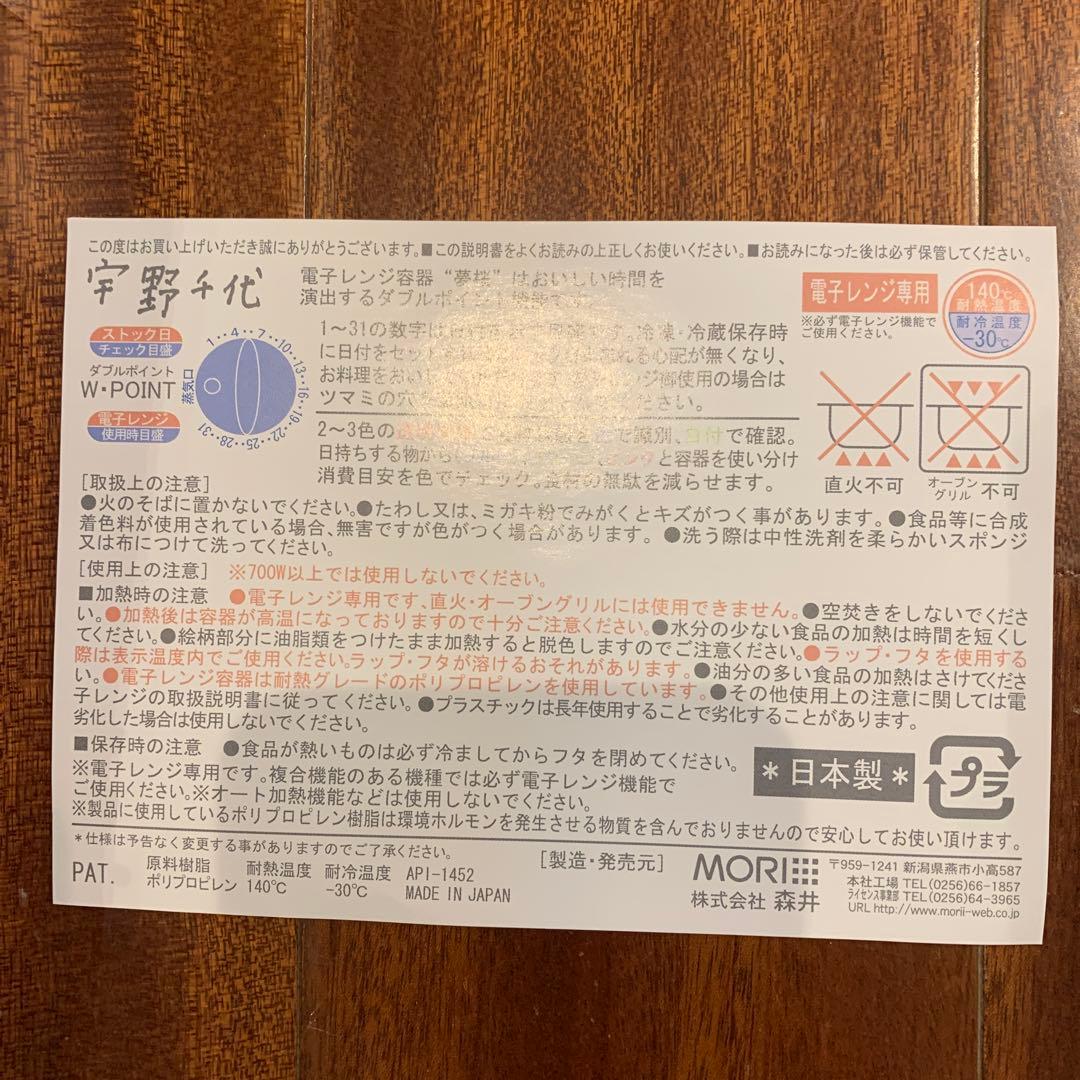 この度はお買い上げいただき誠にありがとうございます。■この説明書をよくお読みの上正しくお使いください。■お読みになった後は必ず保管してください。
宇野千代
電子レンジ容器“夢桜”はおいしい時間を
演出するダブルポイント機能です。
電子レンジ専用
※必ず電子レンジ機能で
ご使用ください。
140℃
耐熱温度
耐冷温度
-30℃
ストック日
チェック目盛
ダブルポイント
W・POINT
電子レンジ
使用時目盛
蒸気口
1・・4・・7・・10・・13・・16・・19・・22・・25・・28・・31
1〜31の数字は 冷凍・冷蔵保存時
に日付をセット 心配が無くなり、
お料理をおいし レンジ御使用の場合は
ツマミの穴 ださい。
2〜3色の で識別、日付で確認。
日持ちする物から と容器を使い分け
消費目安を色でチェック。食材の無駄を減らせます。
直火不可
オーブン
グリル 不可
[取扱上の注意]
●火のそばに置かないでください。●たわし又は、ミガキ粉でみがくとキズがつく事があります。●食品等に合成
着色料が使用されている場合、無害ですが色がつく場合があります。●洗う際は中性洗剤を柔らかいスポンジ
又は布につけて洗ってください。
[使用上の注意] ※700W以上では使用しないでください。
■加熱時の注意 ●電子レンジ専用です、直火・オーブングリルには使用できません。●空焚きをしないでくださ
い。●加熱後は容器が高温になっておりますので十分ご注意ください。●水分の少ない食品の加熱は時間を短くし
てください。●絵柄部分に油脂類をつけたまま加熱すると脱色しますのでご注意ください。●ラップ・フタを使用する
際は表示温度内でご使用ください。ラップ・フタが溶けるおそれがあります。●油分の多い食品の加熱はさけてくださ
い。●電子レンジ容器は耐熱グレードのポリプロピレンを使用しています。●その他使用上の注意に関しては電
子レンジの取扱説明書に従ってください。●プラスチックは長年使用することで劣化することがあります。
劣化した場合は使用しないでください。
■保存時の注意 ●食品が熱いものは必ず冷ましてからフタを閉めてください。
※電子レンジ専用です。複合機能のある機種では必ず電子レンジ機能で
ご使用ください。※オート加熱機能などは使用しないでください。
*日本製*
プラ
※製品に使用しているポリプロピレン樹脂は環境ホルモンを発生させる物質を含んでおりませんので安心してお使い頂けます。
*仕様は予告なく変更する事がありますのでご了承ください。
PAT.
原料樹脂 耐熱温度 耐冷温度 API-1452
ポリプロピレン 140℃ -30℃ MADE IN JAPAN
[製造・発売元]
MORII
株式会社 森井
〒959-1241 新潟県燕市小高587
本社工場 TEL(0256)66-1857
ライセンス事業部 TEL(0256)64-3965
URL http://www.morii-web.co.jp